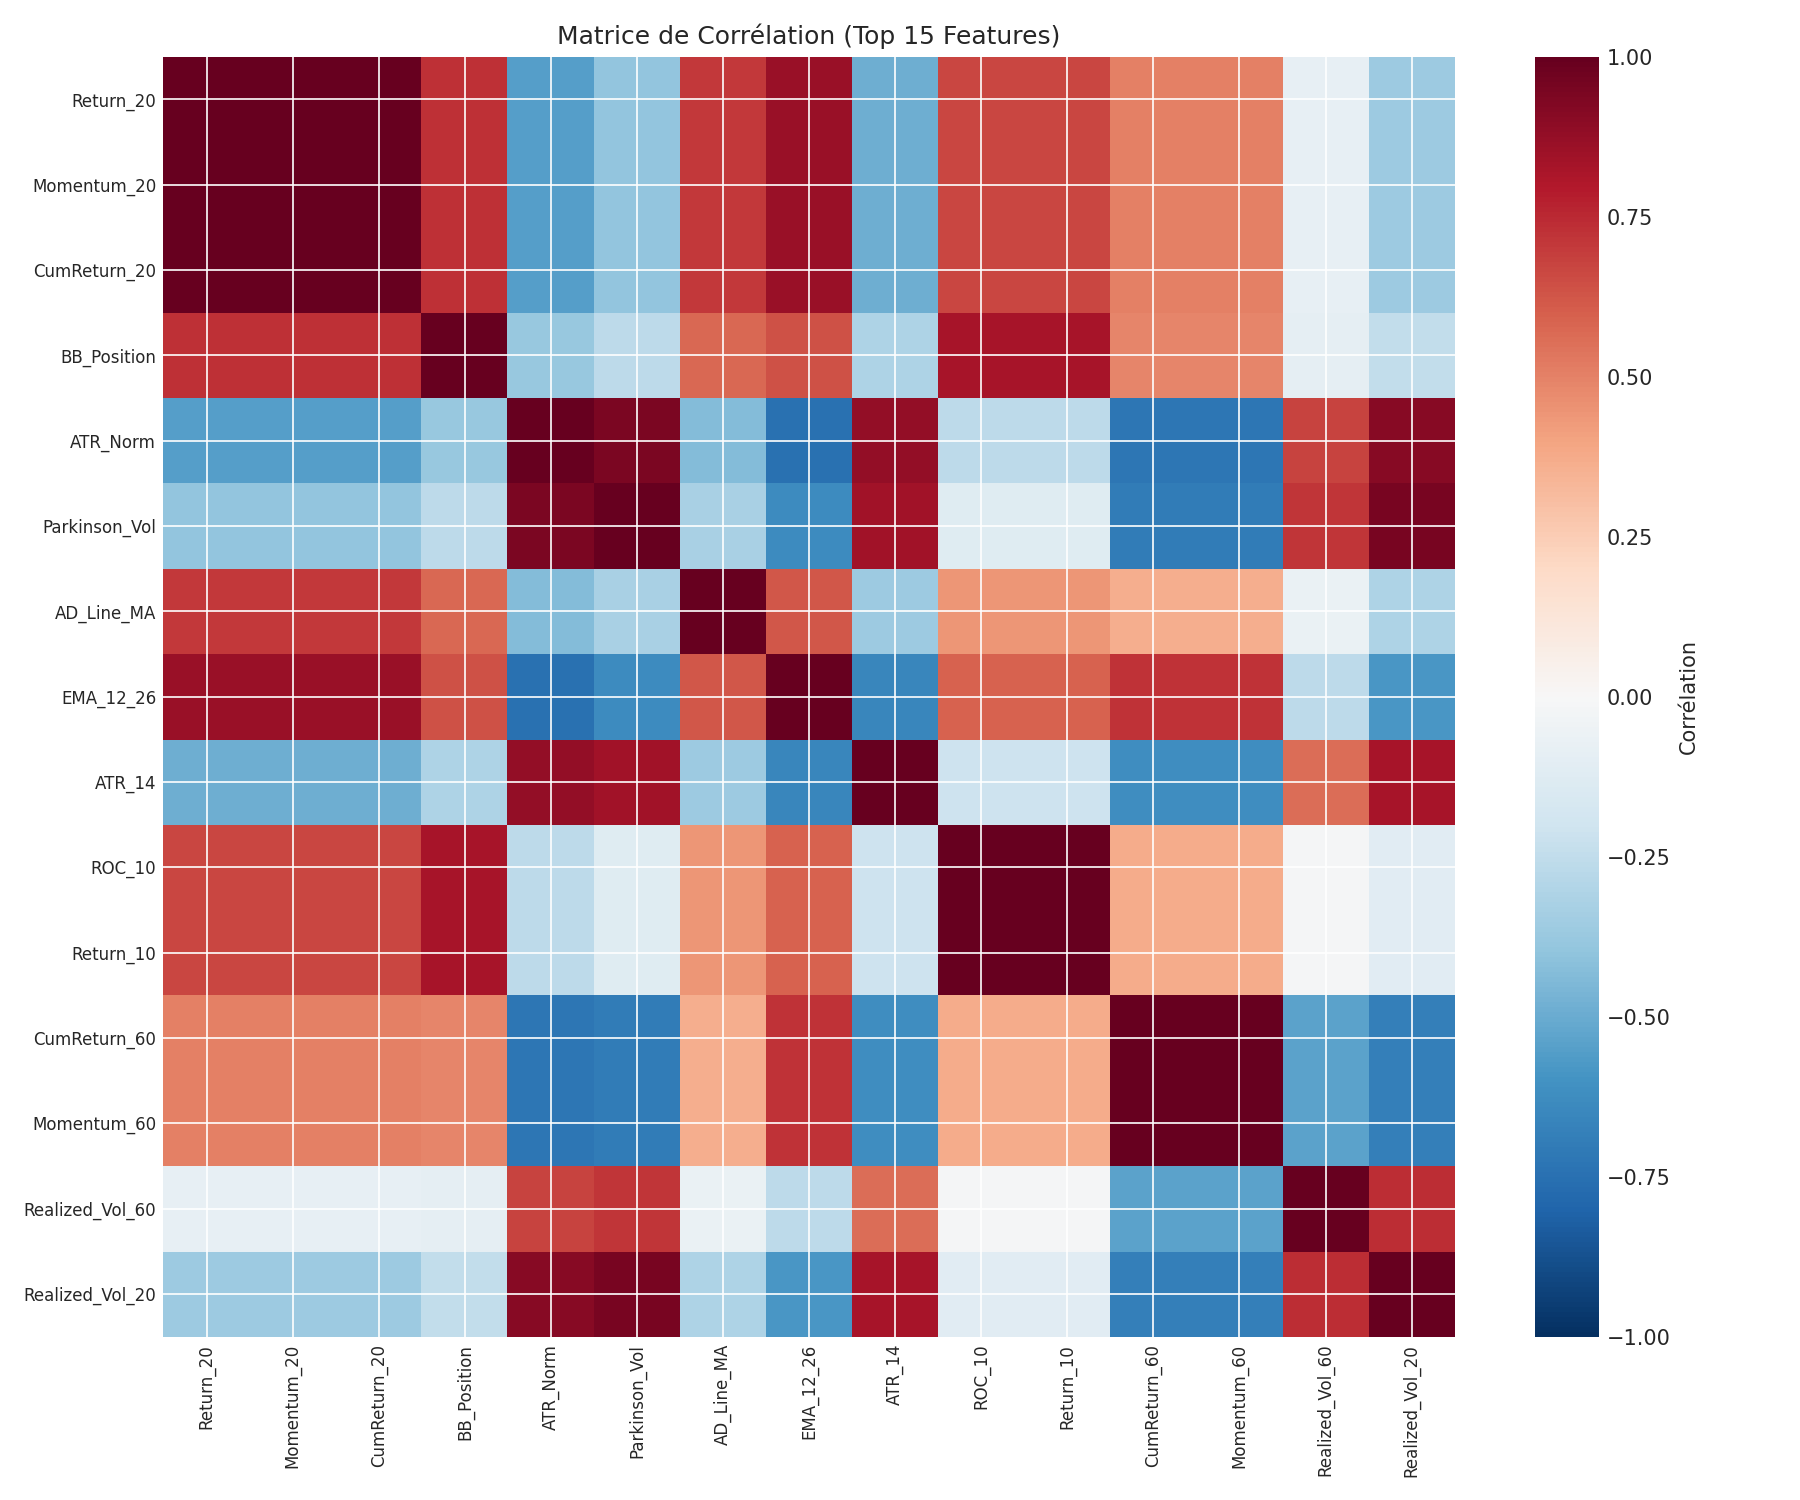 Matrice de Corrélation (Top 15 Features)
Return_20
Momentum_20
CumReturn_20
BB_Position
ATR_Norm
Parkinson_Vol
AD_Line_MA
EMA_12_26
ATR_14
ROC_10
Return_10
CumReturn_60
Momentum_60
Realized_Vol_60
Realized_Vol_20
Return_20
Momentum_20
CumReturn_20
BB_Position
ATR_Norm
Parkinson_Vol
AD_Line_MA
EMA_12_26
ATR_14
ROC_10
Return_10
CumReturn_60
Momentum_60
Realized_Vol_60
Realized_Vol_20
1.00
0.75
0.50
0.25
0.00
−0.25
−0.50
−0.75
−1.00
Corrélation